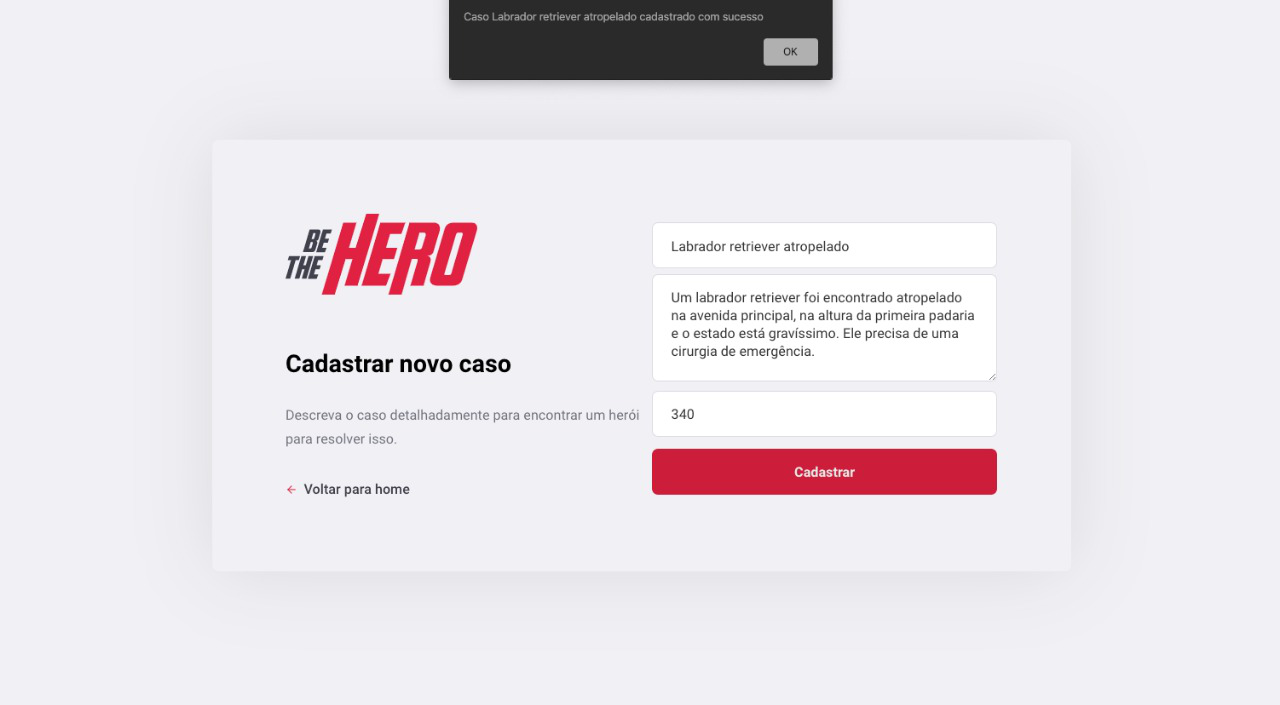 Caso Labrador retriever atropelado cadastrado com sucesso
OK
BE
THE
HERO
Cadastrar novo caso
Descreva o caso detalhadamente para encontrar um herói
para resolver isso.
← Voltar para home
Labrador retriever atropelado
Um labrador retriever foi encontrado atropelado
na avenida principal, na altura da primeira padaria
e o estado está gravíssimo. Ele precisa de uma
cirurgia de emergência.
340
Cadastrar